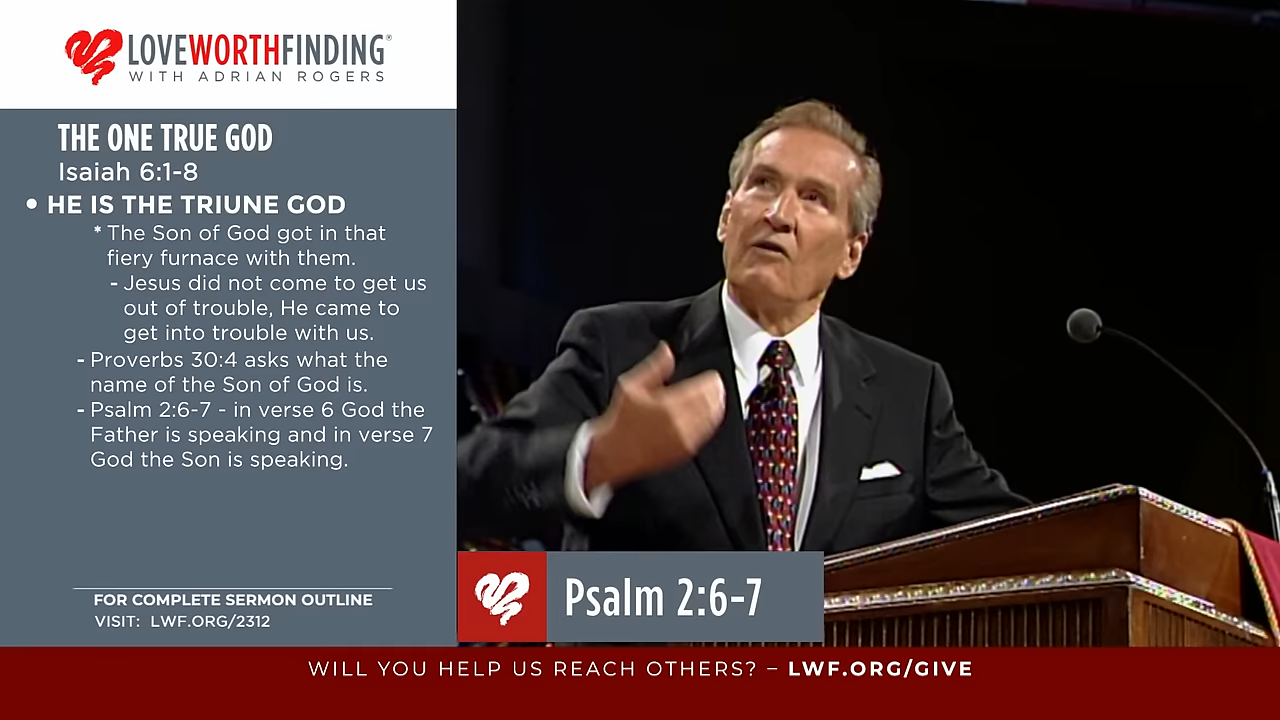 LOVEWORTHFINDING®
WITH ADRIAN ROGERS
THE ONE TRUE GOD
Isaiah 6:1-8
• HE IS THE TRIUNE GOD
* The Son of God got in that
fiery furnace with them.
- Jesus did not come to get us
out of trouble, He came to
get into trouble with us.
- Proverbs 30:4 asks what the
name of the Son of God is.
- Psalm 2:6-7 - in verse 6 God the
Father is speaking and in verse 7
God the Son is speaking.
FOR COMPLETE SERMON OUTLINE
VISIT: LWF.ORG/2312
Psalm 2:6-7
WILL YOU HELP US REACH OTHERS? – LWF.ORG/GIVE